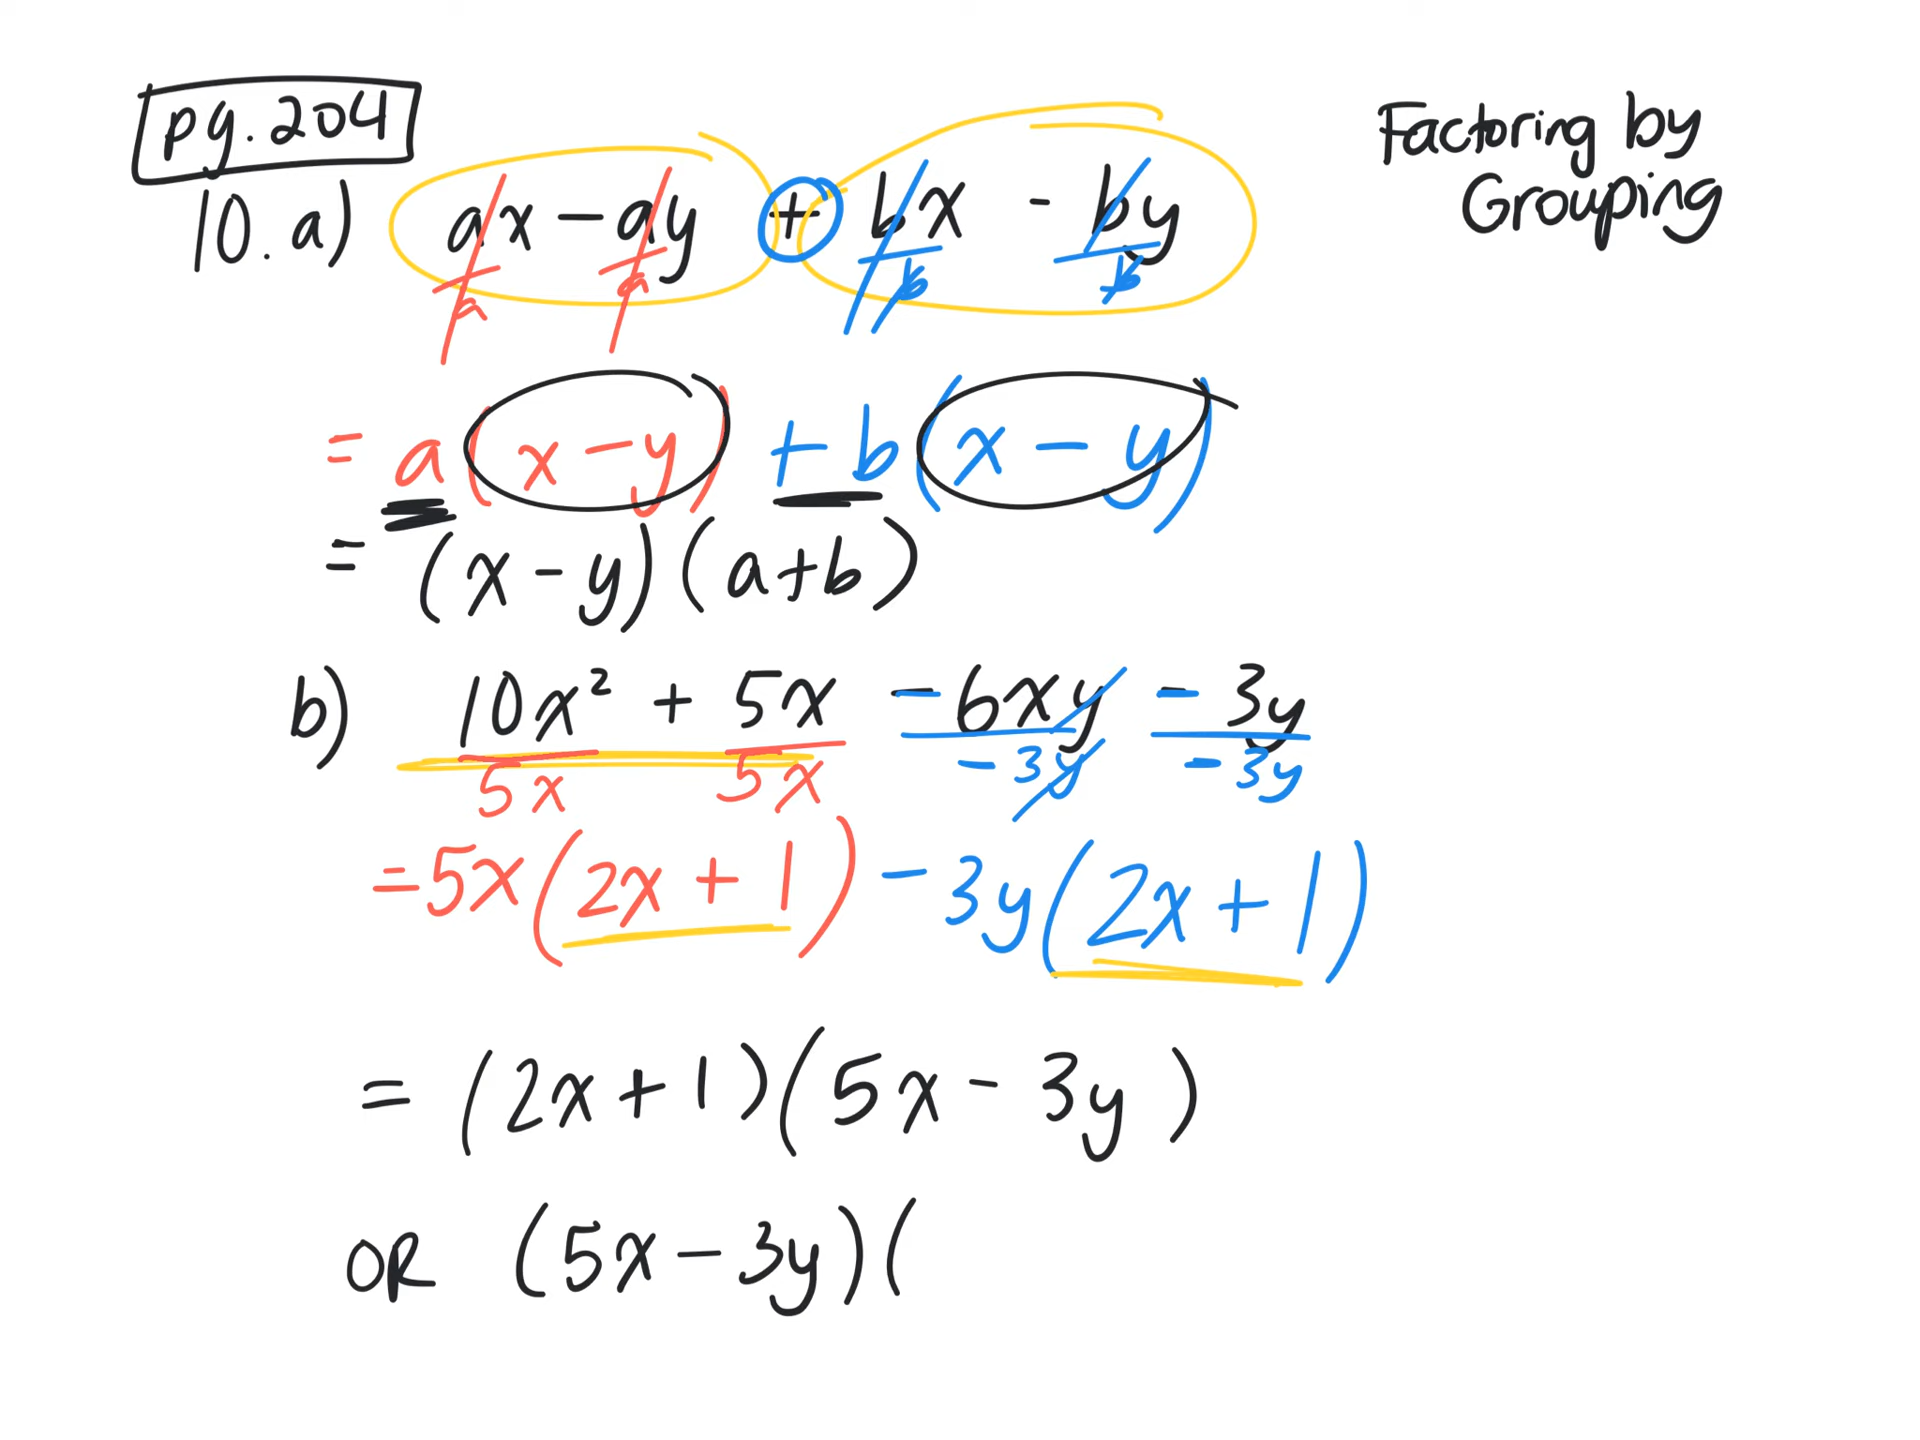 pg. 204
Factoring by
Grouping
10. a) ax - ay + bx - by
a a b b
= a(x - y) + b(x - y)
= (x - y)(a + b)
b) 10x² + 5x - 6xy - 3y
5x 5x - 3y - 3y
= 5x(2x + 1) - 3y(2x + 1)
= (2x + 1)(5x - 3y)
OR (5x - 3y)(